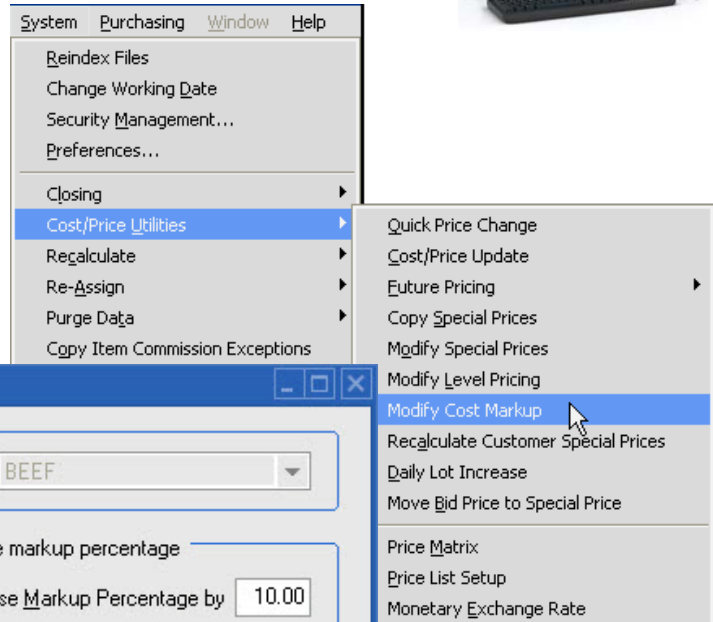 System Purchasing Window Help
Reindex Files
Change Working Date
Security Management...
Preferences...
Closing
Cost/Price Utilities
Recalculate
Re-Assign
Purge Data
Copy Item Commission Exceptions
Quick Price Change
Cost/Price Update
Future Pricing
Copy Special Prices
Modify Special Prices
Modify Level Pricing
Modify Cost Markup
Recalculate Customer Special Prices
Daily Lot Increase
Move Bid Price to Special Price
Price Matrix
Price List Setup
Monetary Exchange Rate
BEEF
markup percentage
Markup Percentage by 10.00